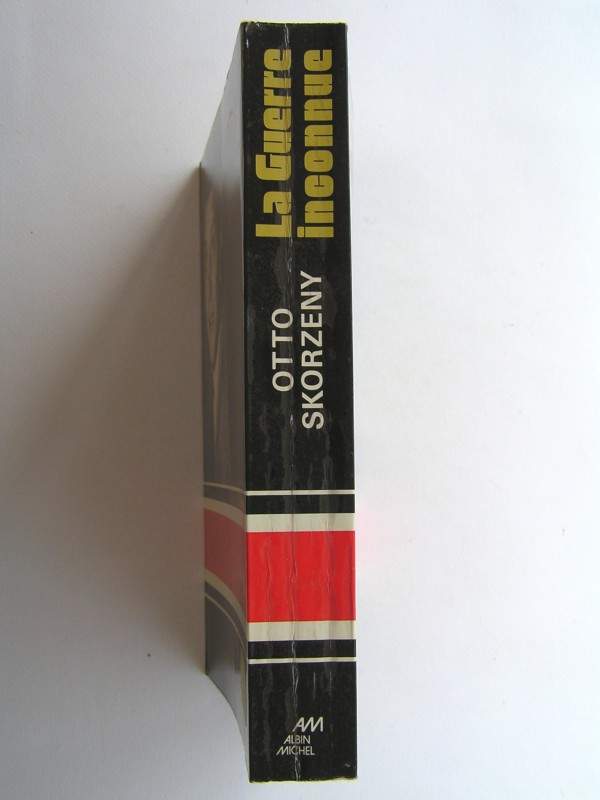 La Guerre
inconnue
OTTO
SKORZENY
AM
ALBIN
MICHEL